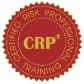 CERTIFIED RISK PROFESSIONAL
CRP®
TRAINING